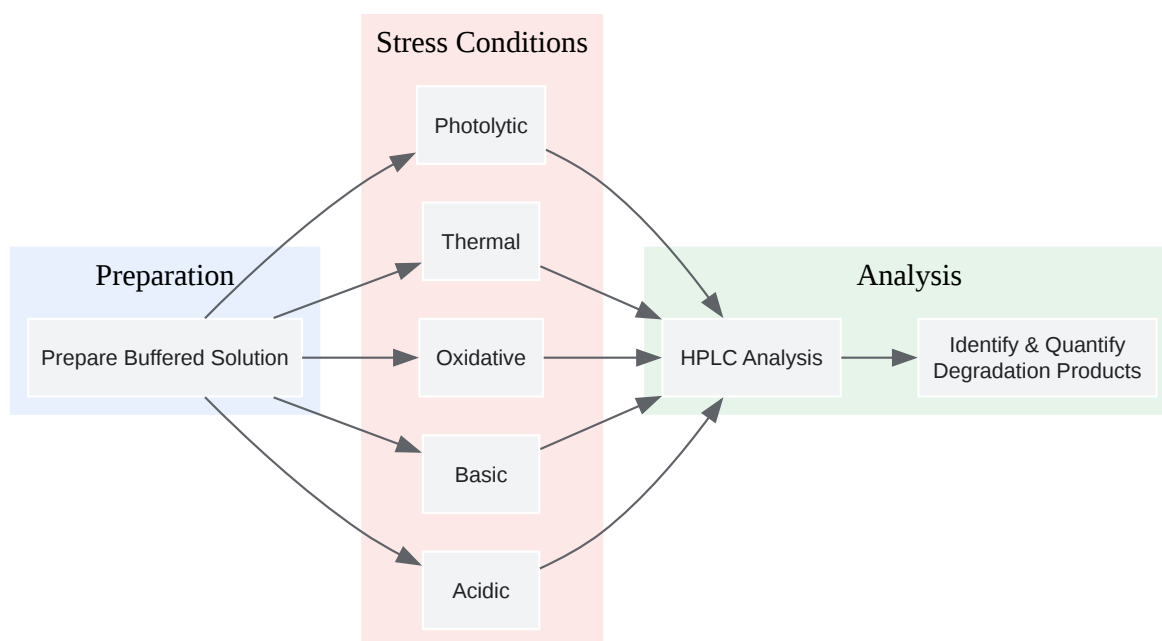 Stress Conditions
Photolytic
Thermal
Preparation
Analysis
Prepare Buffered Solution
Oxidative
HPLC Analysis
Identify & Quantify
Degradation Products
Basic
Acidic